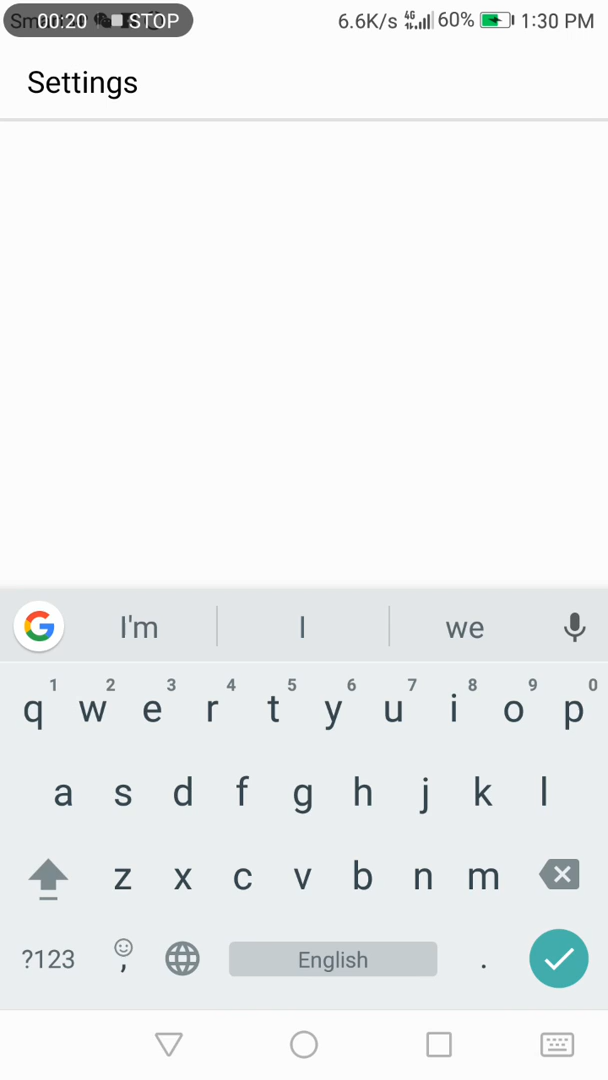 00:20 STOP 6.6K/s 4G 60% 1:30 PM
Settings
G I'm I we
1 2 3 4 5 6 7 8 9 0
q w e r t y u i o p
a s d f g h j k l
z x c v b n m
?123 , English .